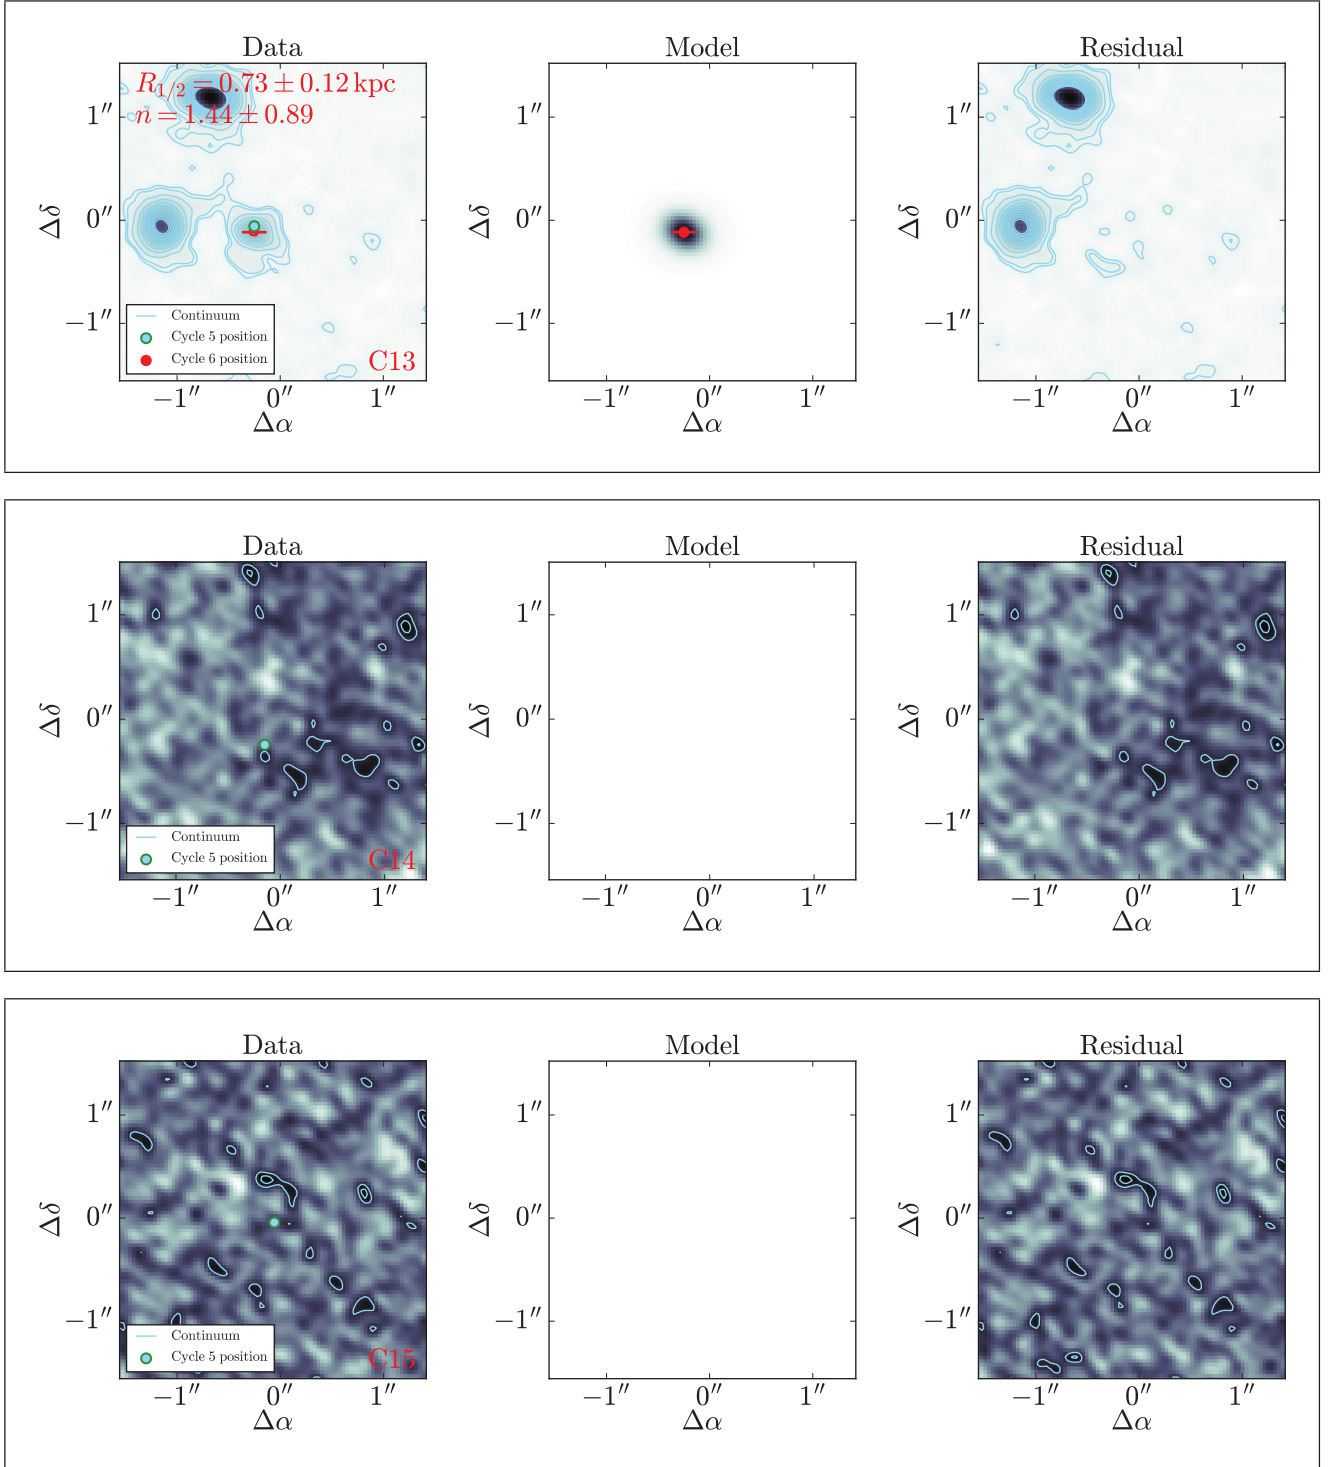 Data Model Residual
R1/2 = 0.73 ± 0.12 kpc
n = 1.44 ± 0.89
1″ 1″ 1″
Δδ 0″ Δδ 0″ Δδ 0″
Continuum
Cycle 5 position
−1″ −1″ −1″
Cycle 6 position
C13
−1″ 0″ 1″ −1″ 0″ 1″ −1″ 0″ 1″
Δα Δα Δα
Data Model Residual
1″ 1″ 1″
Δδ 0″ Δδ 0″ Δδ 0″
−1″ −1″ −1″
Continuum
Cycle 5 position
C14
−1″ 0″ 1″ −1″ 0″ 1″ −1″ 0″ 1″
Δα Δα Δα
Data Model Residual
1″ 1″ 1″
Δδ 0″ Δδ 0″ Δδ 0″
−1″ −1″ −1″
Continuum
Cycle 5 position
C15
−1″ 0″ 1″ −1″ 0″ 1″ −1″ 0″ 1″
Δα Δα Δα